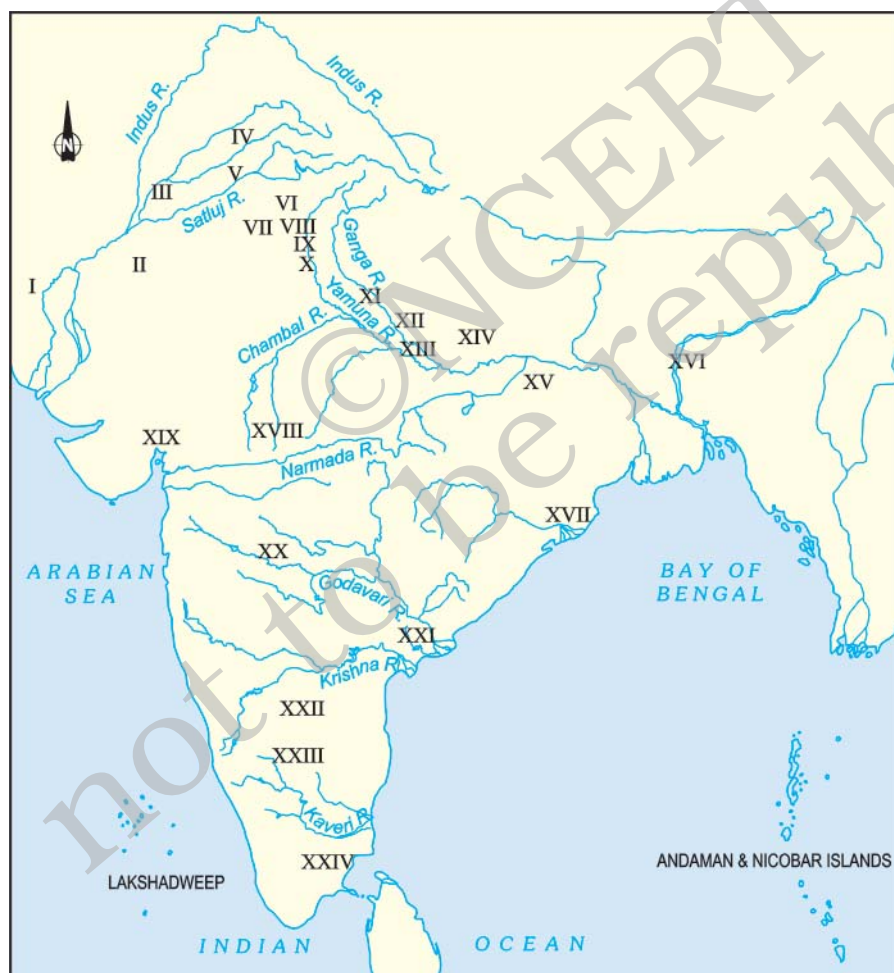 Indus R.
Indus R.
N
IV
V
III
Satluj R.
VI
VII
VIII
IX
X
II
I
Ganga R.
XI
Yamuna R.
XII
Chambal R.
XIII
XIV
XV
XVI
XVIII
XIX
Narmada R.
XVII
XX
Godavari R.
XXI
Krishna R.
XXII
XXIII
Kaveri R.
XXIV
ARABIAN
SEA
BAY OF
BENGAL
LAKSHADWEEP
ANDAMAN & NICOBAR ISLANDS
INDIAN OCEAN
©NCERT
not to be repub